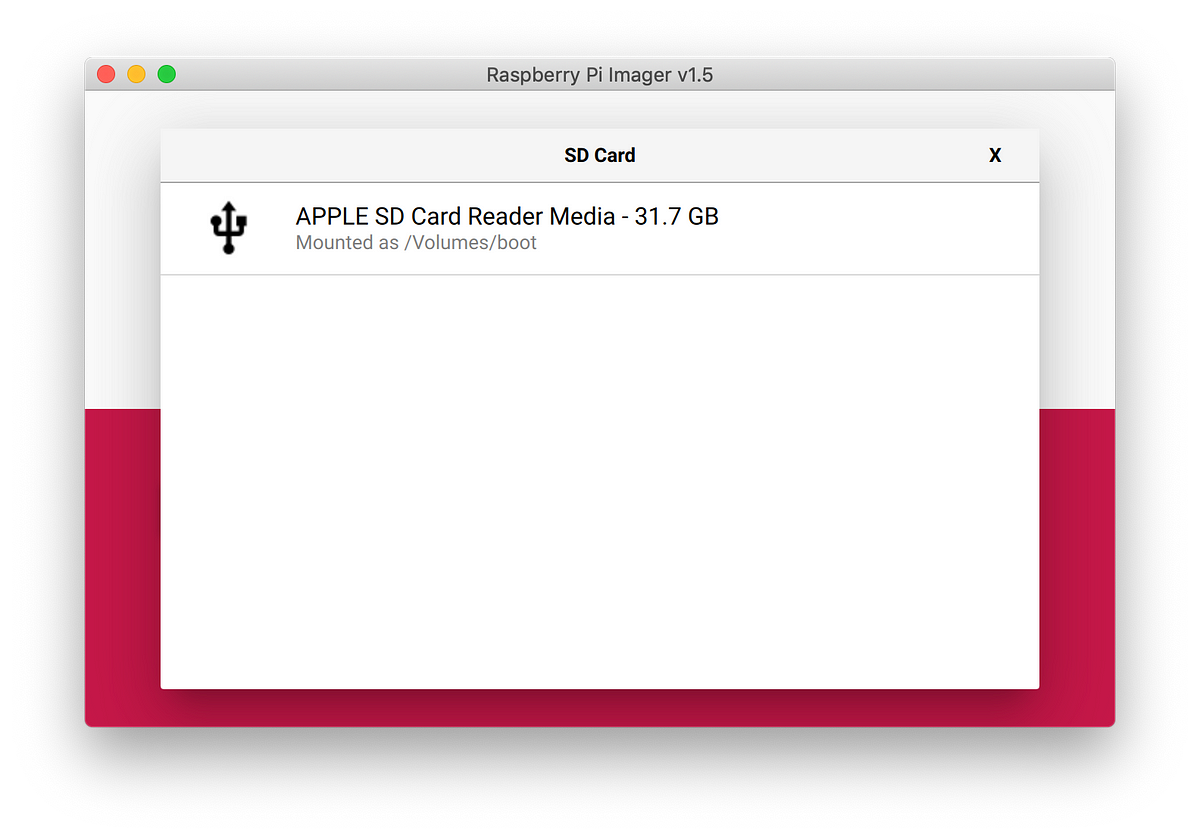 Raspberry Pi Imager v1.5
SD Card X
APPLE SD Card Reader Media - 31.7 GB
Mounted as /Volumes/boot